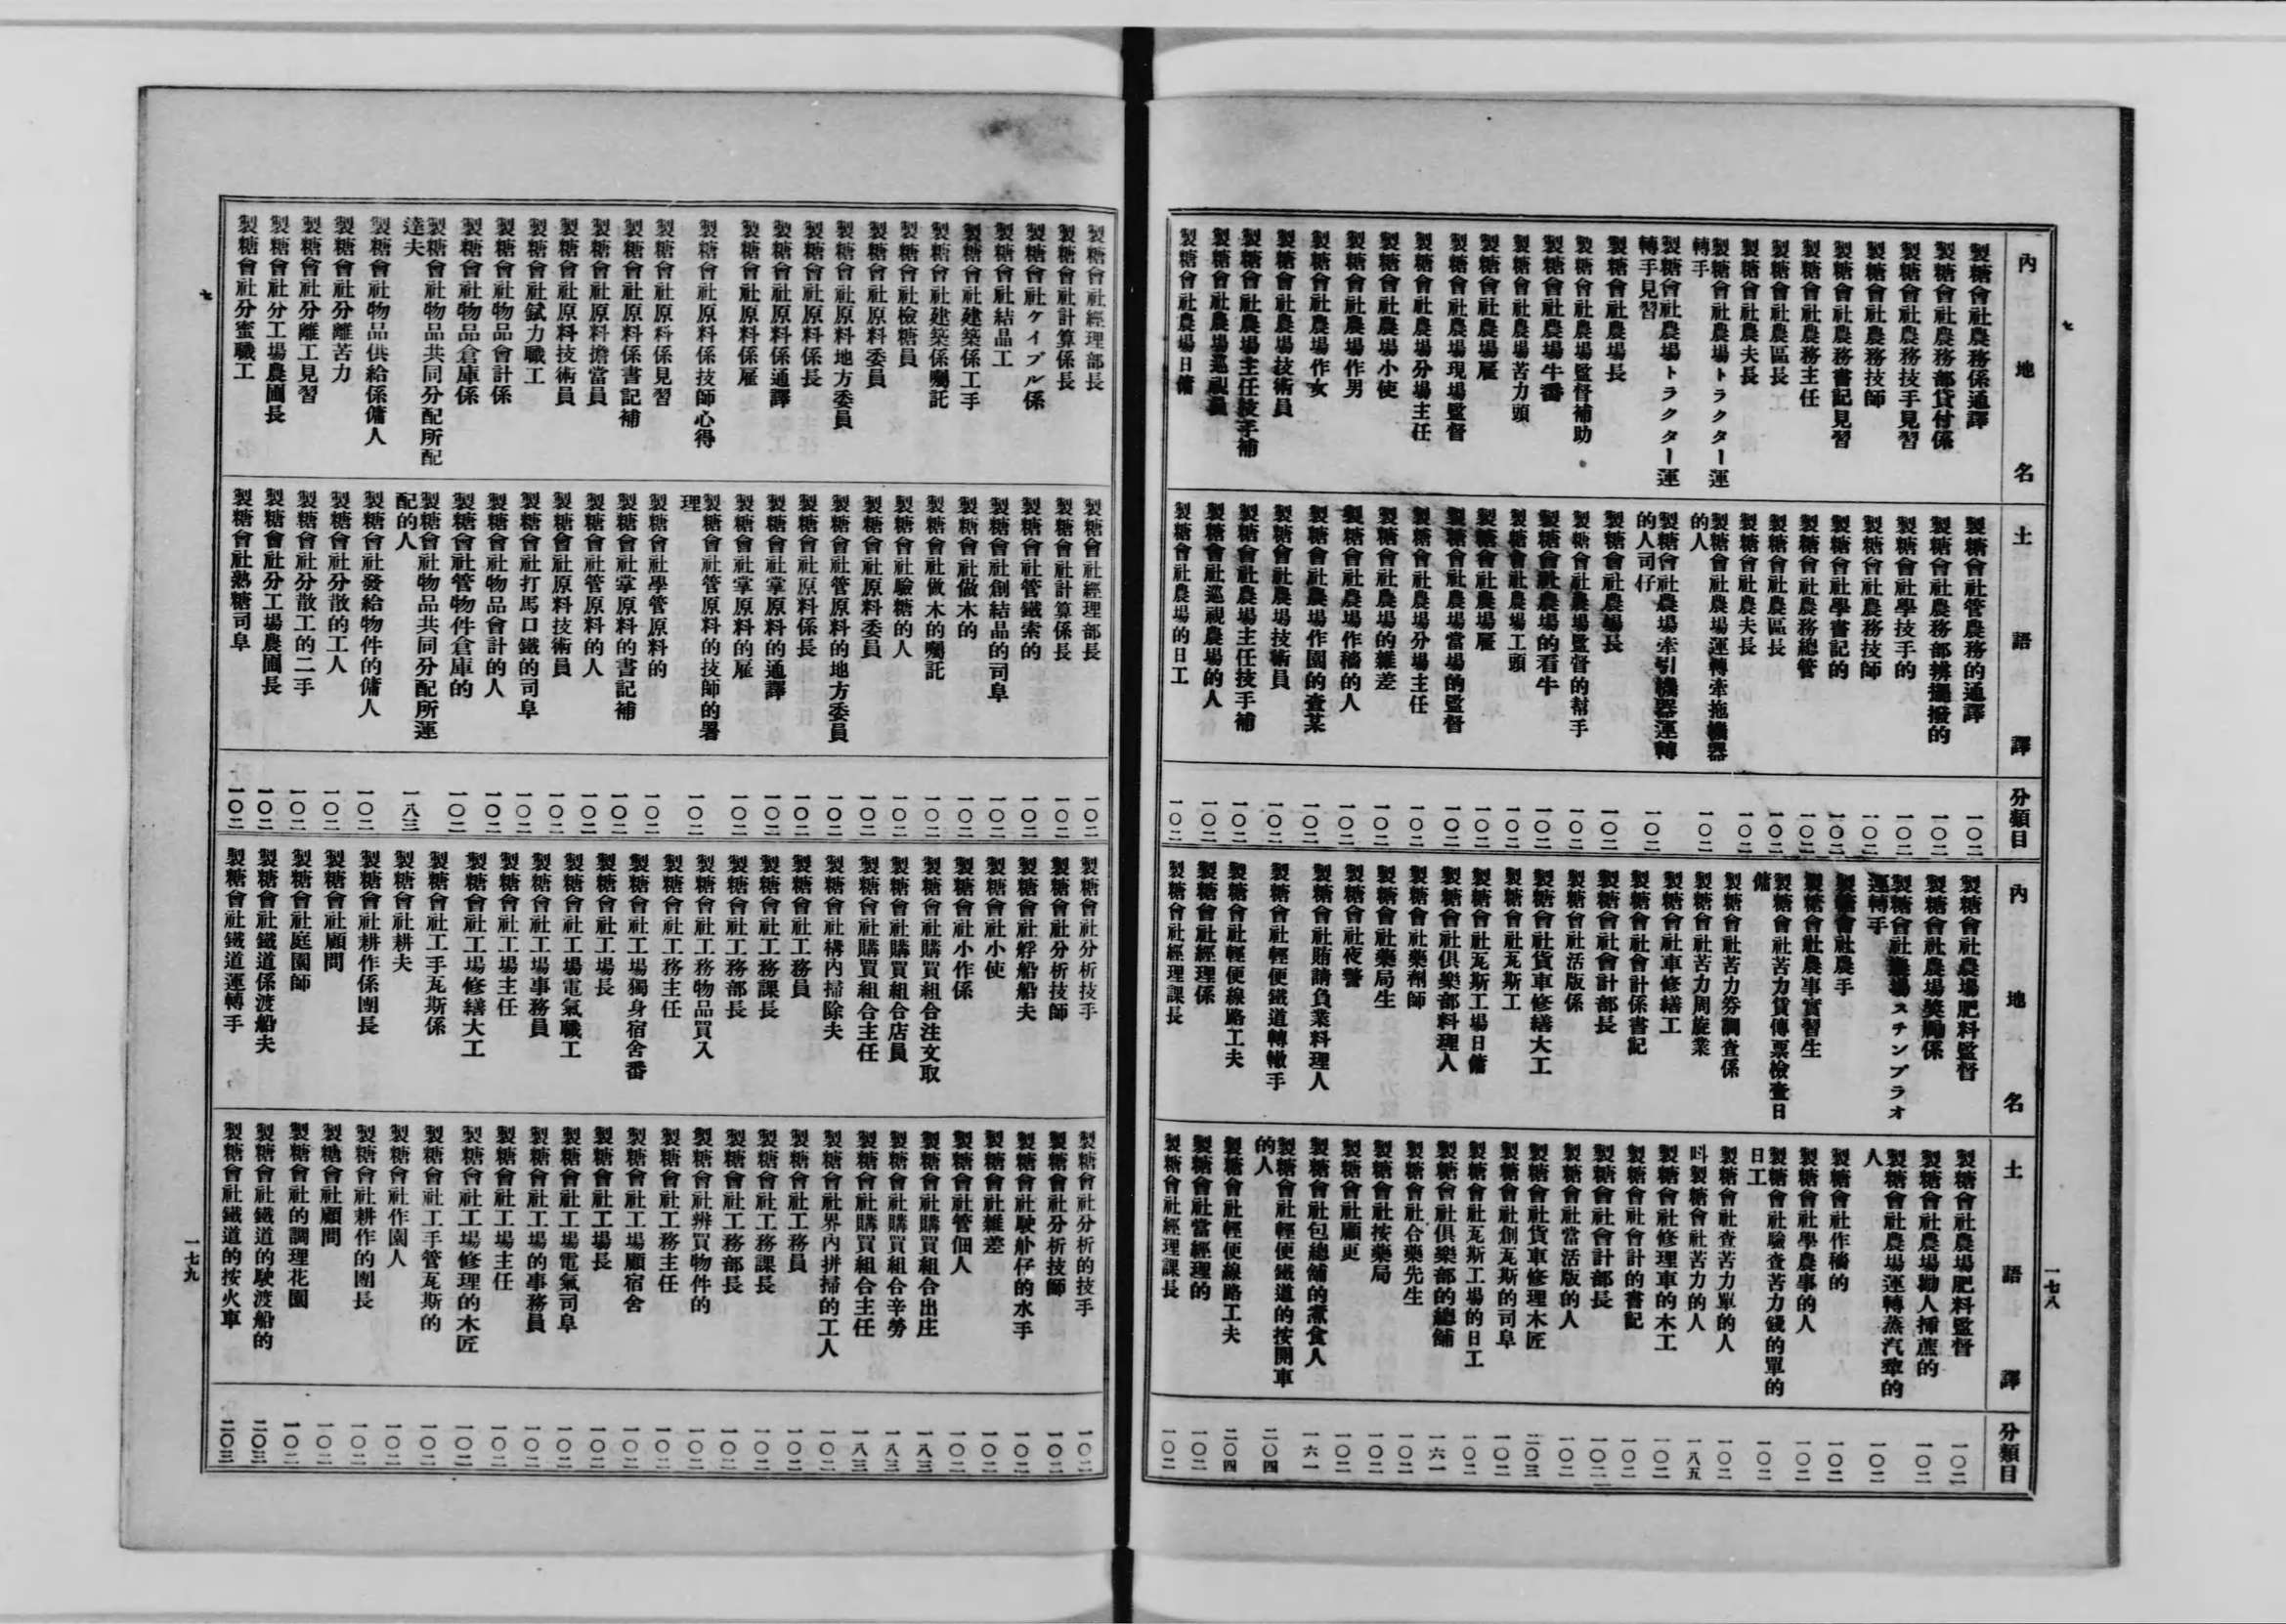 七
內地名 土語譯 分類目
製糖會社農務係通譯 製糖會社管農務的通譯 一〇二
製糖會社農務部貸付係 製糖會社農務部辨攔撥的 一〇二
製糖會社農務技手見習 製糖會社學技手的 一〇二
製糖會社農務技師 製糖會社農務技師 一〇二
製糖會社農務書記見習 製糖會社學書記的 一〇二
製糖會社農務主任 製糖會社農務總管 一〇二
製糖會社農區長 製糖會社農區長 一〇二
製糖會社農夫長 製糖會社農夫長 一〇二
製糖會社農場トラクター運
轉手 製糖會社農場運轉牽拖機器
的人 一〇二
製糖會社農場トラクター運
轉手見習 製糖會社農場牽引機器運轉
的人司仔 一〇二
製糖會社農場長 製糖會社農場長 一〇二
製糖會社農場監督補助 製糖會社農場監督的幇手 一〇二
製糖會社農場牛番 製糖會社農場的看牛 一〇二
製糖會社農場苦力頭 製糖會社農場工頭 一〇二
製糖會社農場雇 製糖會社農場雇 一〇二
製糖會社農場現場監督 製糖會社農場當場的監督 一〇二
製糖會社農場分場主任 製糖會社農場分場主任 一〇二
製糖會社農場小使 製糖會社農場的雜差 一〇二
製糖會社農場作男 製糖會社農場作穡的人 一〇二
製糖會社農場作女 製糖會社農場作園的查某 一〇二
製糖會社農場技術員 製糖會社農場技術員 一〇二
製糖會社農場主任技手補 製糖會社農場主任技手補 一〇二
製糖會社農場巡視員 製糖會社巡視農場的人 一〇二
製糖會社農場日傭 製糖會社農場的日工 一〇二
內地名 土語譯 分類目
製糖會社農場肥料監督 製糖會社農場肥料監督 一〇二
製糖會社農場奬勵係 製糖會社農場勸人揷蔗的 一〇二
製糖會社農場スチンプラオ
運轉手 製糖會社農場運轉蒸汽犂的
人 一〇二
製糖會社農手 製糖會社作穡的 一〇二
製糖會社農事實習生 製糖會社學農事的人 一〇二
製糖會社苦力賃傳票檢査日
傭 製糖會社驗査苦力錢的單的
日工 一〇二
製糖會社苦力券調査係 製糖會社査苦力單的人 一〇二
製糖會社苦力周旋業 呌製糖會社苦力的人 一八五
製糖會社車修繕工 製糖會社修理車的木工 一〇二
製糖會社會計係書記 製糖會社會計的書記 一〇二
製糖會社會計部長 製糖會社會計部長 一〇二
製糖會社活版係 製糖會社當活版的人 一〇二
製糖會社貨車修繕大工 製糖會社貨車修理木匠 二〇三
製糖會社瓦斯工 製糖會社創瓦斯的司阜 一〇二
製糖會社瓦斯工場日傭 製糖會社瓦斯工場的日工 一〇二
製糖會社俱樂部料理人 製糖會社俱樂部的總舖 一六一
製糖會社藥劑師 製糖會社合藥先生 一〇二
製糖會社藥局生 製糖會社按藥局 一〇二
製糖會社夜警 製糖會社顧更 一〇二
製糖會社賄請負業料理人 製糖會社包總舖的煮食人 一六一
製糖會社輕便鐵道轉轍手 製糖會社輕便鐵道的按開車
的人 二〇四
製糖會社輕便線路工夫 製糖會社輕便線路工夫 二〇四
製糖會社經理係 製糖會社當經理的 一〇二
製糖會社經理課長 製糖會社經理課長 一〇二
一七八
七
製糖會社經理部長 製糖會社經理部長 一〇二
製糖會社計算係長 製糖會社計算係長 一〇二
製糖會社ケイブル係 製糖會社管鐵索的 一〇二
製糖會社結晶工 製糖會社創結晶的司阜 一〇二
製糖會社建築係工手 製糖會社做木的 一〇二
製糖會社建築係囑託 製糖會社做木的囑託 一〇二
製糖會社檢糖員 製糖會社驗糖的人 一〇二
製糖會社原料委員 製糖會社原料委員 一〇二
製糖會社原料地方委員 製糖會社管原料的地方委員 一〇二
製糖會社原料係長 製糖會社原料係長 一〇二
製糖會社原料係通譯 製糖會社掌原料的通譯 一〇二
製糖會社原料係雇 製糖會社掌原料的雇 一〇二
製糖會社原料係技師心得 製糖會社管原料的技師的署
理 一〇二
製糖會社原料係見習 製糖會社學管原料的 一〇二
製糖會社原料係書記補 製糖會社掌原料的書記補 一〇二
製糖會社原料擔當員 製糖會社管原料的人 一〇二
製糖會社原料技術員 製糖會社原料技術員 一〇二
製糖會社錻力職工 製糖會社打馬口鐵的司阜 一〇二
製糖會社物品會計係 製糖會社物品會計的人 一〇二
製糖會社物品倉庫係 製糖會社管物件倉庫的 一〇二
製糖會社物品共同分配所配
達夫 製糖會社物品共同分配所運
配的人 一八三
製糖會社物品供給係傭人 製糖會社發給物件的傭人 一〇二
製糖會社分離苦力 製糖會社分散的工人 一〇二
製糖會社分離工見習 製糖會社分散工的二手 一〇二
製糖會社分工場農圃長 製糖會社分工場農圃長 一〇二
製糖會社分蜜職工 製糖會社熱糖司阜 一〇二
製糖會社分析技手 製糖會社分析的技手 一〇二
製糖會社分析技師 製糖會社分析技師 一〇二
製糖會社艀船船夫 製糖會社駛舢仔的水手 一〇二
製糖會社小使 製糖會社雜差 一〇二
製糖會社小作係 製糖會社管佃人 一〇二
製糖會社購買組合注文取 製糖會社購買組合出庄 一八三
製糖會社購買組合店員 製糖會社購買組合辛勞 一八三
製糖會社購買組合主任 製糖會社購買組合主任 一八三
製糖會社構內掃除夫 製糖會社界內拼掃的工人 一〇二
製糖會社工務員 製糖會社工務員 一〇二
製糖會社工務課長 製糖會社工務課長 一〇二
製糖會社工務部長 製糖會社工務部長 一〇二
製糖會社工務物品買入 製糖會社辨買物件的 一〇二
製糖會社工務主任 製糖會社工務主任 一〇二
製糖會社工場獨身宿舍番 製糖會社工場顧宿舍 一〇二
製糖會社工場長 製糖會社工場長 一〇二
製糖會社工場電氣職工 製糖會社工場電氣司阜 一〇二
製糖會社工場事務員 製糖會社工場的事務員 一〇二
製糖會社工場主任 製糖會社工場主任 一〇二
製糖會社工場修繕大工 製糖會社工場修理的木匠 一〇二
製糖會社工手瓦斯係 製糖會社工手管瓦斯的 一〇二
製糖會社耕夫 製糖會社作園人 一〇二
製糖會社耕作係團長 製糖會社耕作的團長 一〇二
製糖會社顧問 製糖會社顧問 一〇二
製糖會社庭園師 製糖會社的調理花園 一〇二
製糖會社鐵道係渡船夫 製糖會社鐵道的駛渡船的 二〇三
製糖會社鐵道運轉手 製糖會社鐵道的按火車 二〇三
一七九